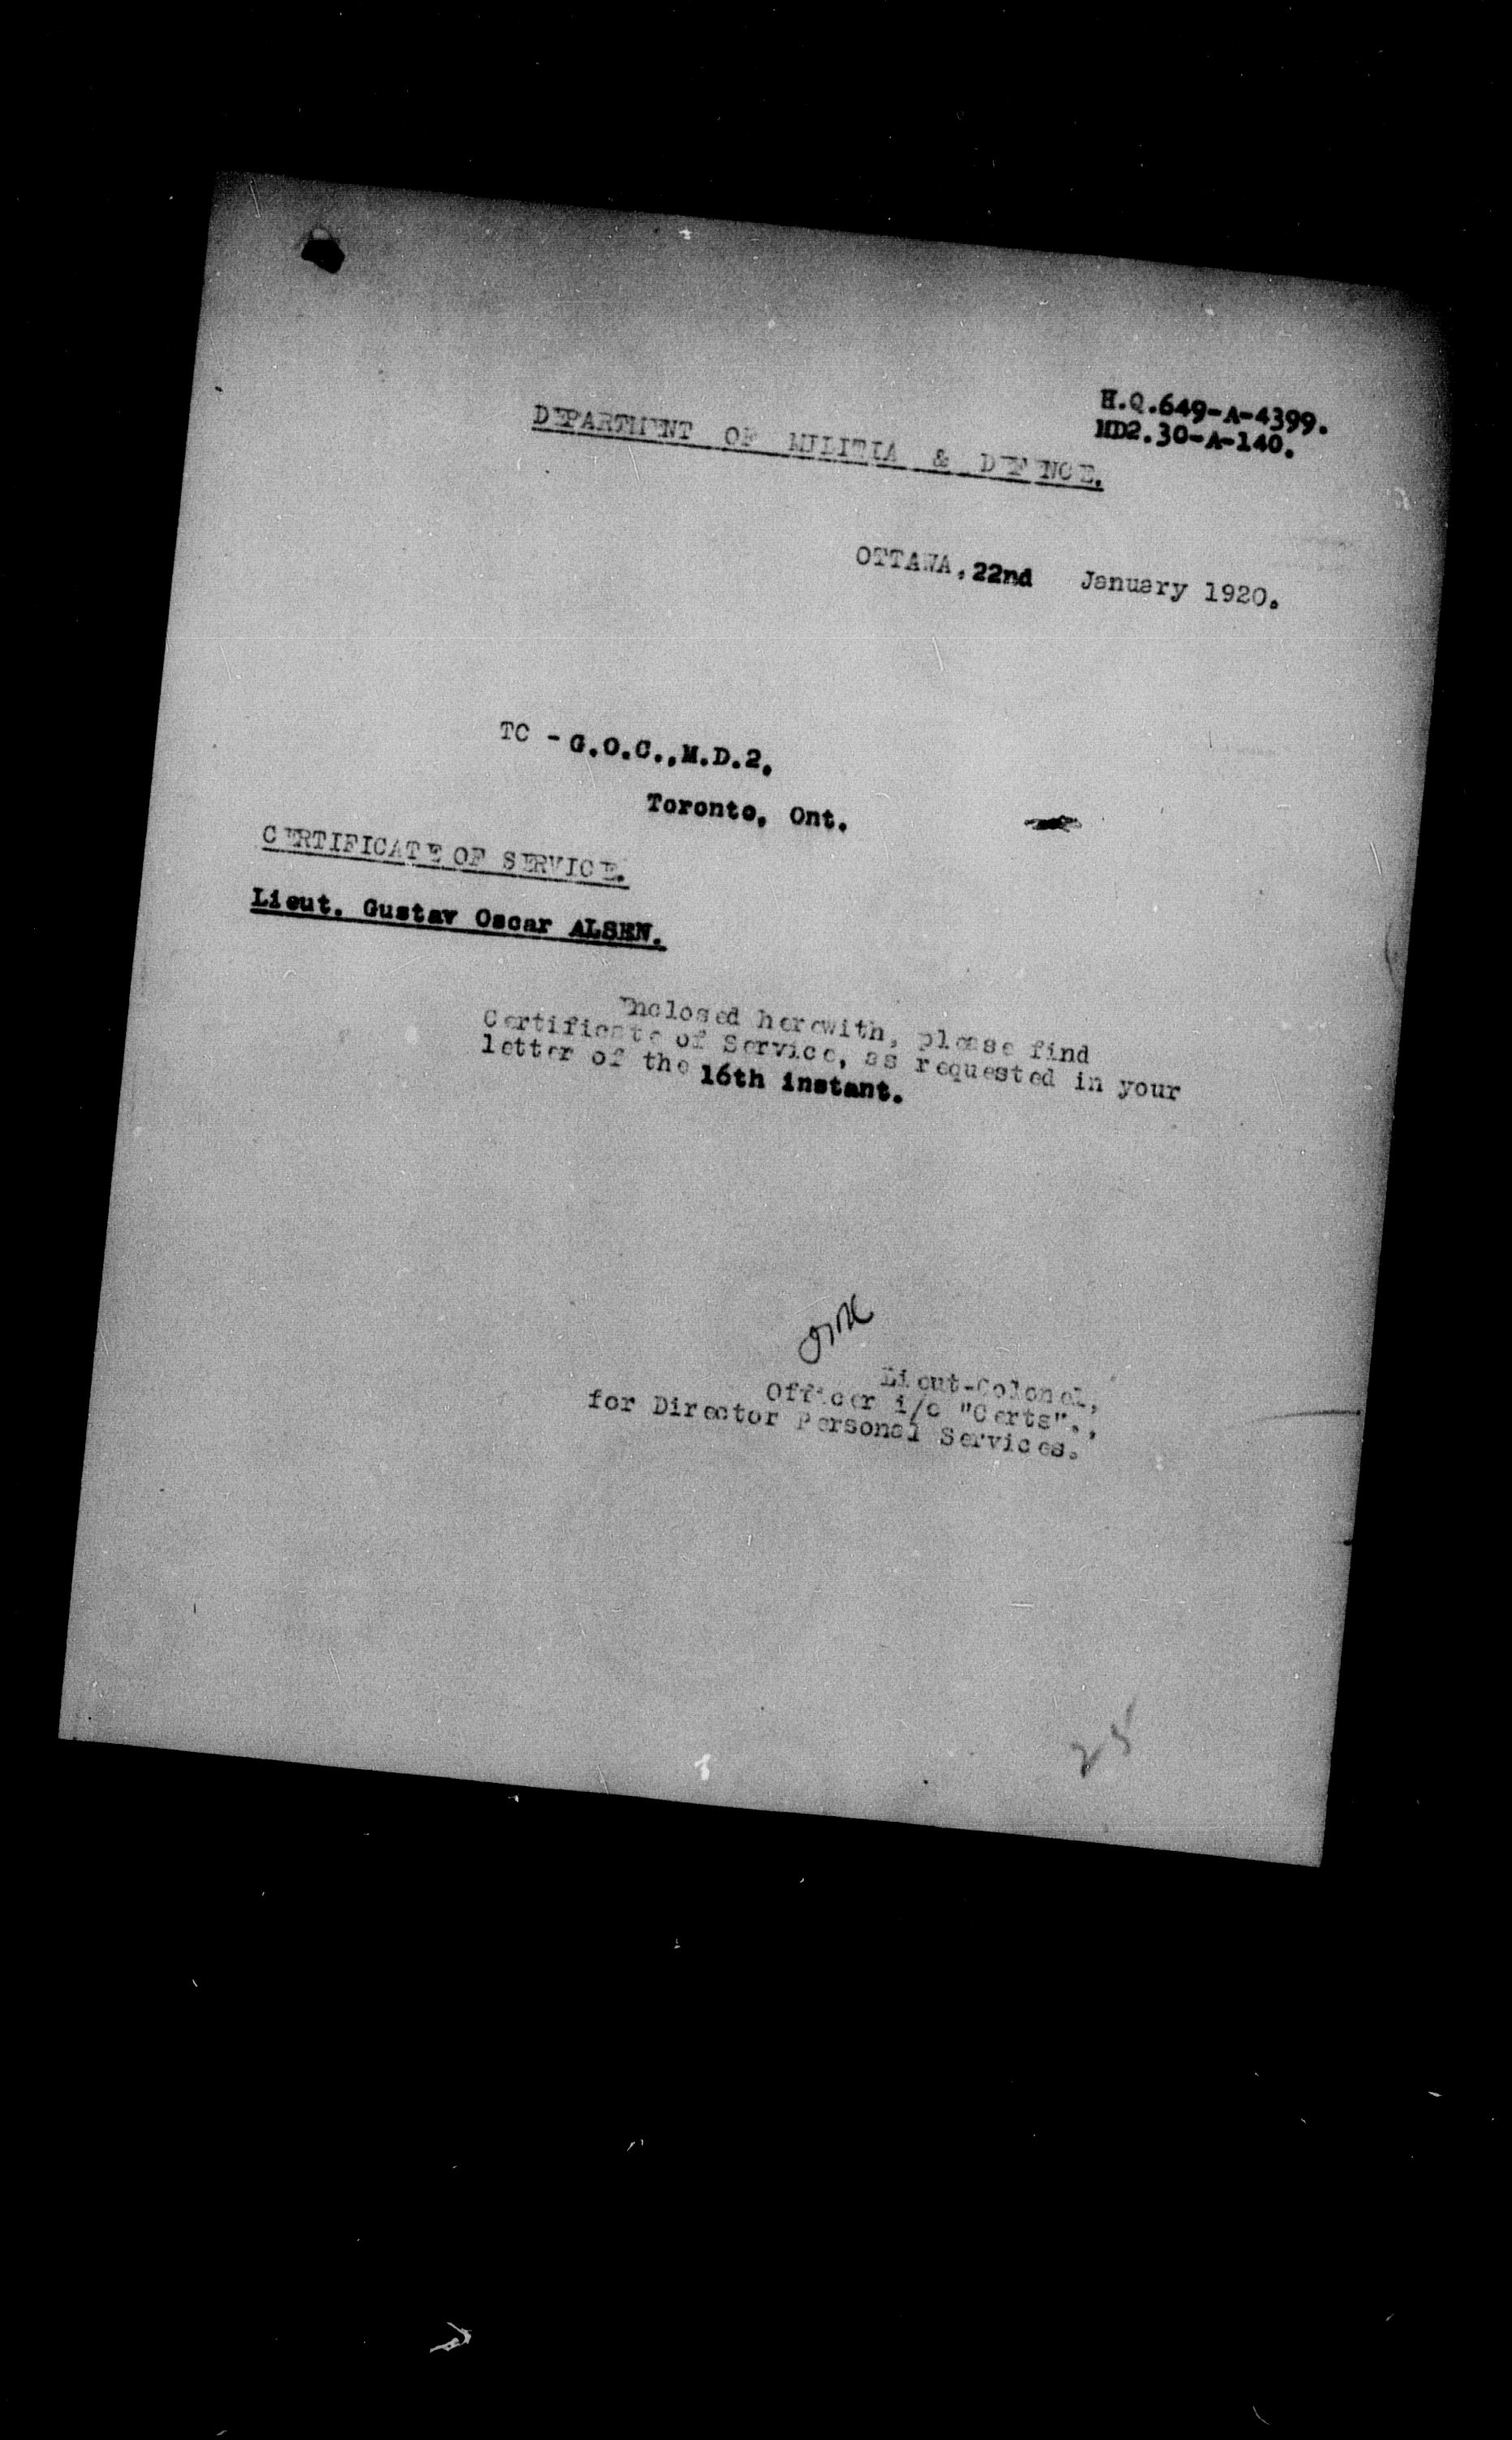 H.Q.649-A-4399.
MD2.30-A-140.
DEPARTMENT OF MILITIA & DEFENCE.
OTTAWA, 22nd January 1920.
TO - G.O.C., M.D.2,
Toronto, Ont.
CERTIFICATE OF SERVICE.
Lieut. Gustav Oscar ALSEN.
Enclosed herewith, please find
Certificate of Service, as requested in your
letter of the 16th instant.
Lieut-Colonel,
Officer i/c "Certs".,
for Director Personal Services.
25